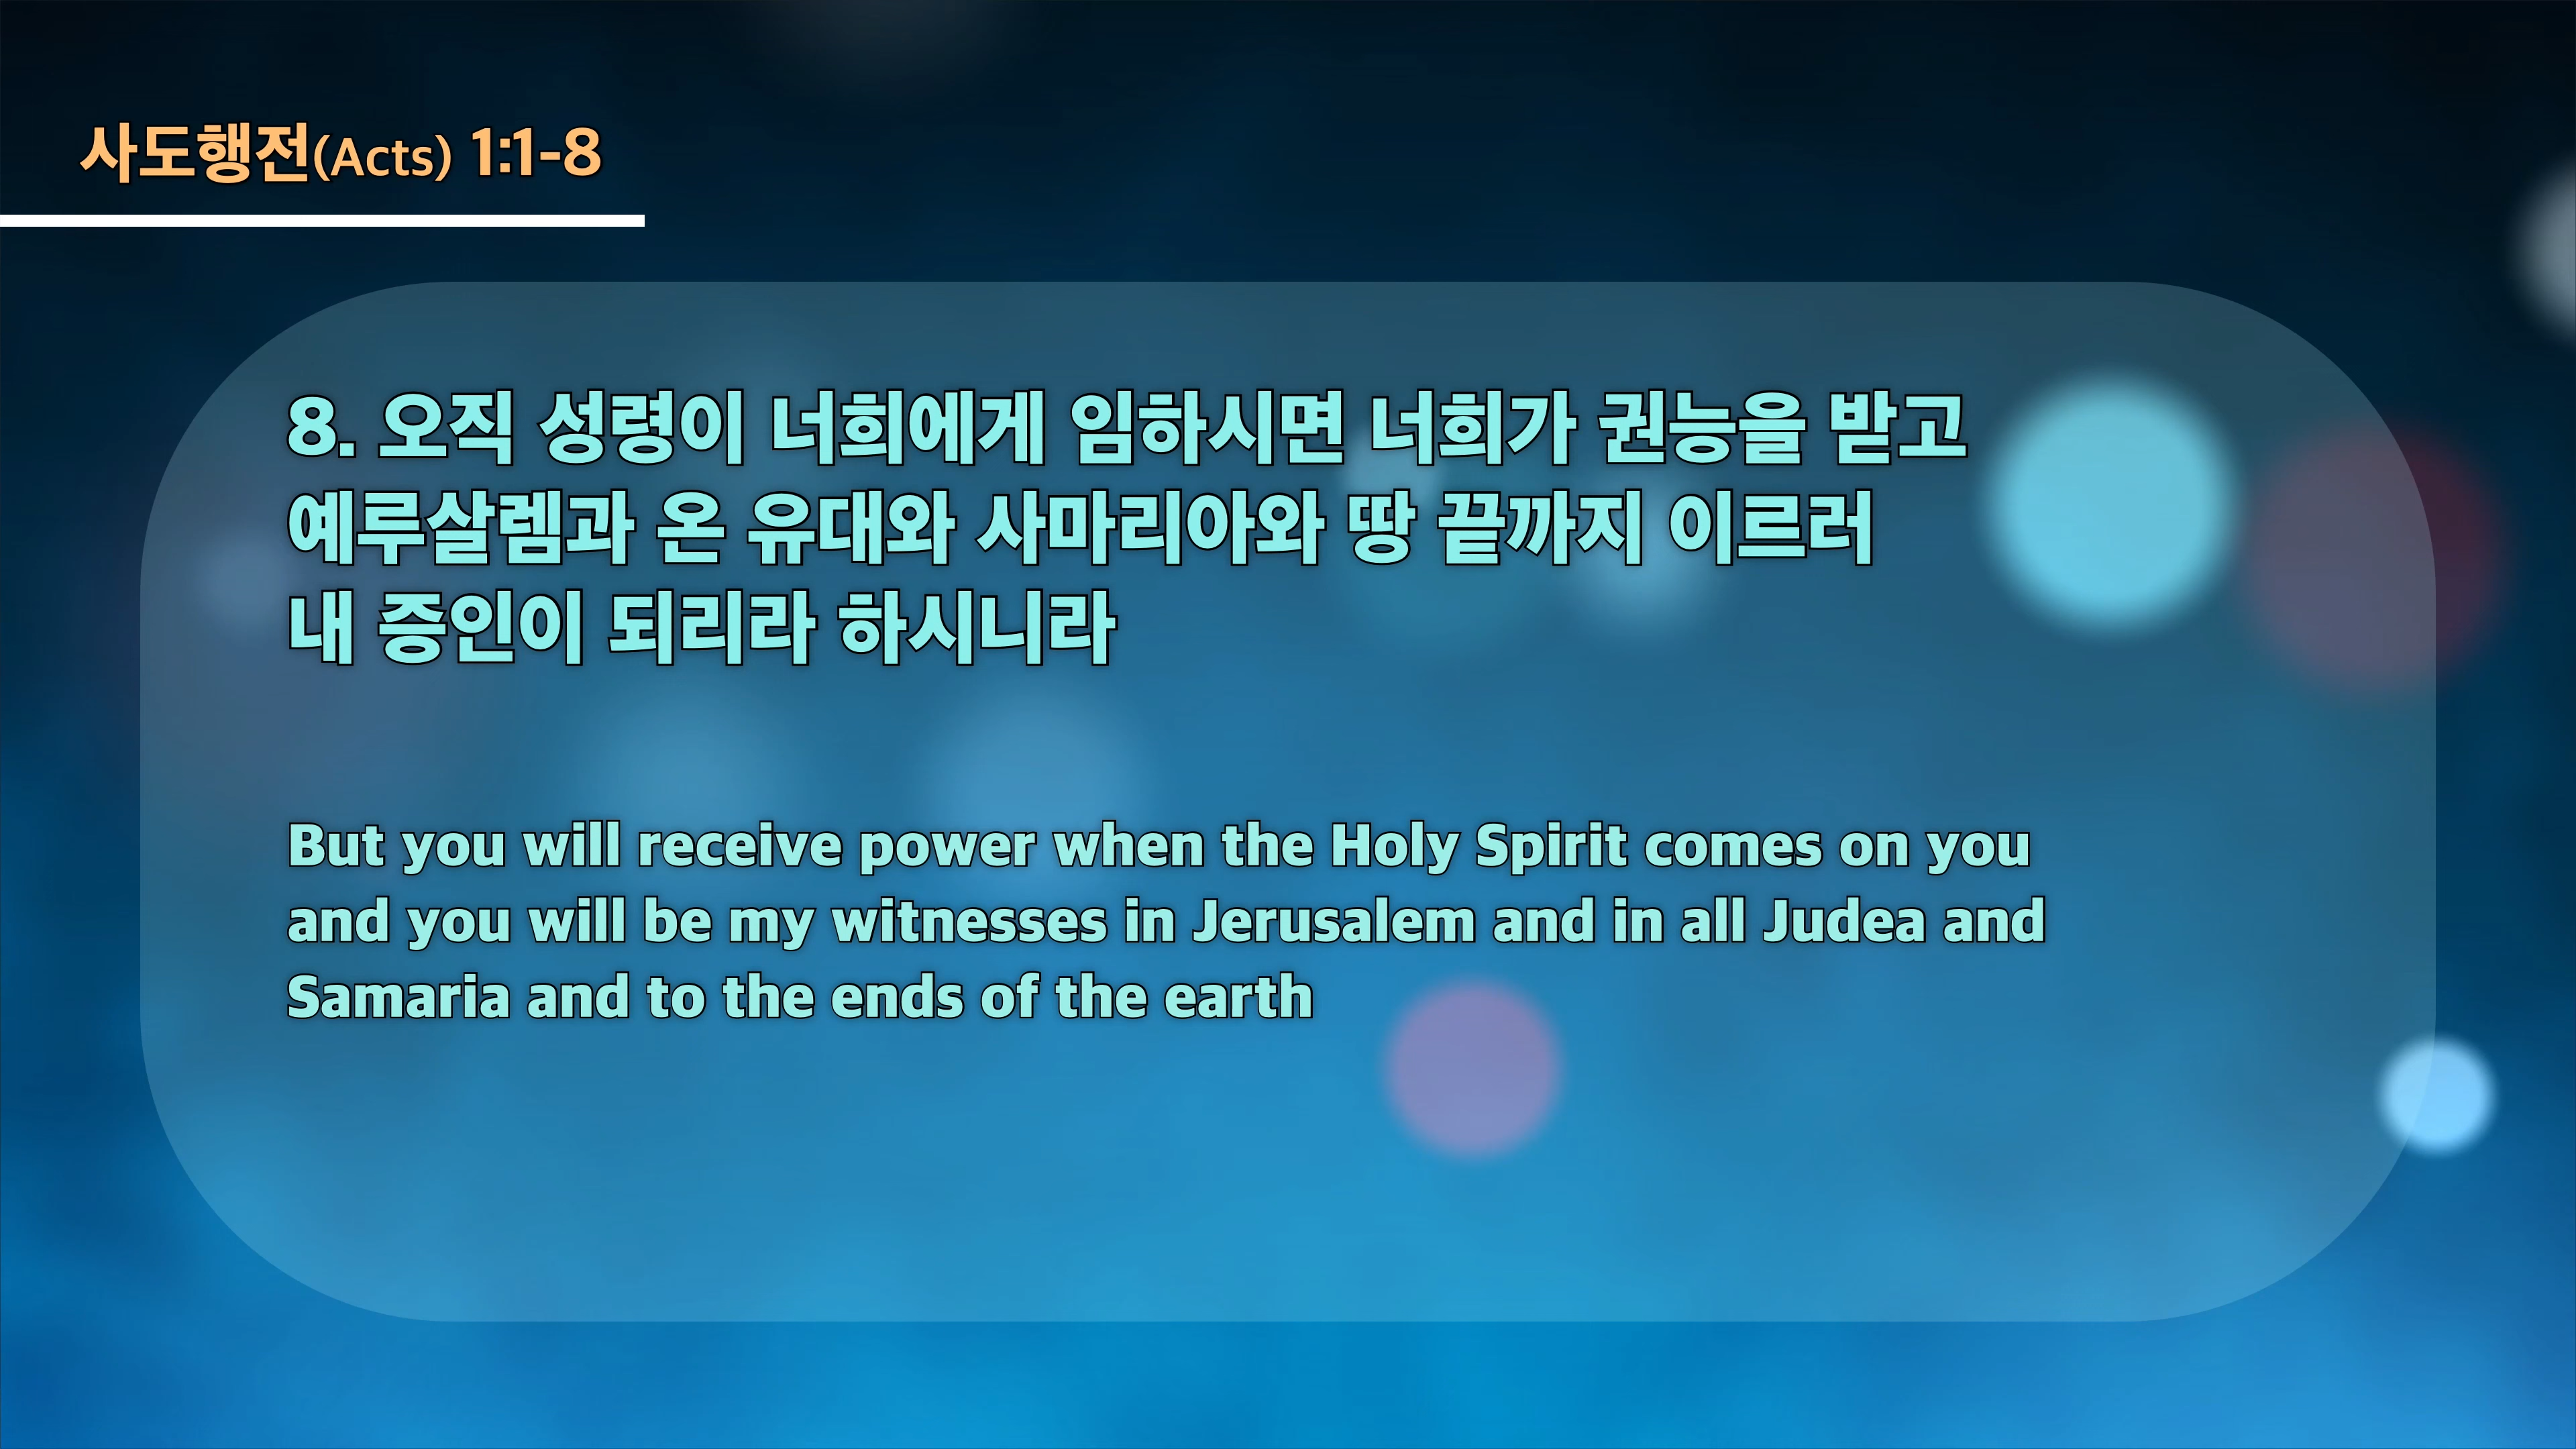 사도행전(Acts) 1:1-8
8. 오직 성령이 너희에게 임하시면 너희가 권능을 받고
예루살렘과 온 유대와 사마리아와 땅 끝까지 이르러
내 증인이 되리라 하시니라
But you will receive power when the Holy Spirit comes on you
and you will be my witnesses in Jerusalem and in all Judea and
Samaria and to the ends of the earth